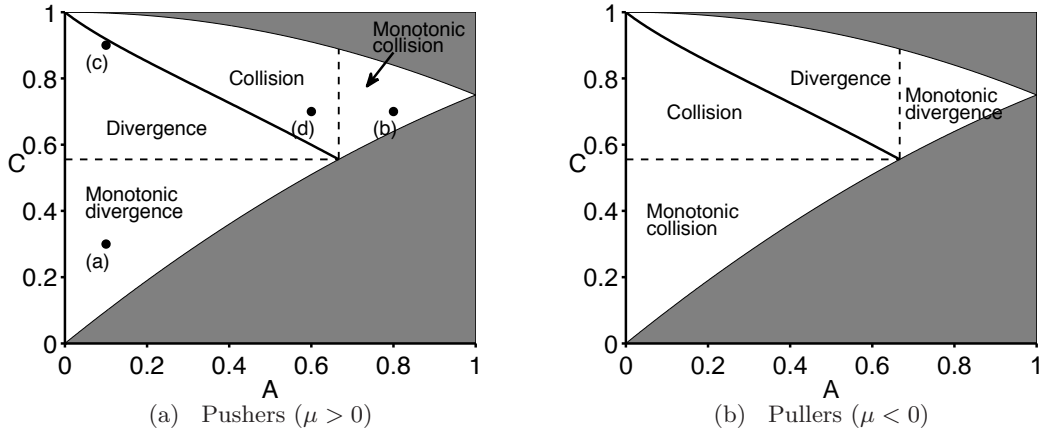 1
0.8
0.6
C
0.4
0.2
0
0 0.2 0.4 0.6 0.8 1
A
Monotonic
collision
Collision
(c)
Divergence
(d)
(b)
Monotonic
divergence
(a)
(a) Pushers (μ > 0)
1
0.8
0.6
C
0.4
0.2
0
0 0.2 0.4 0.6 0.8 1
A
Divergence
Monotonic
divergence
Collision
Monotonic
collision
(b) Pullers (μ < 0)